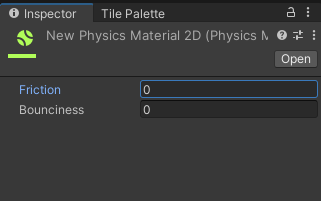 Inspector Tile Palette
New Physics Material 2D (Physics M
Open
Friction 0
Bounciness 0